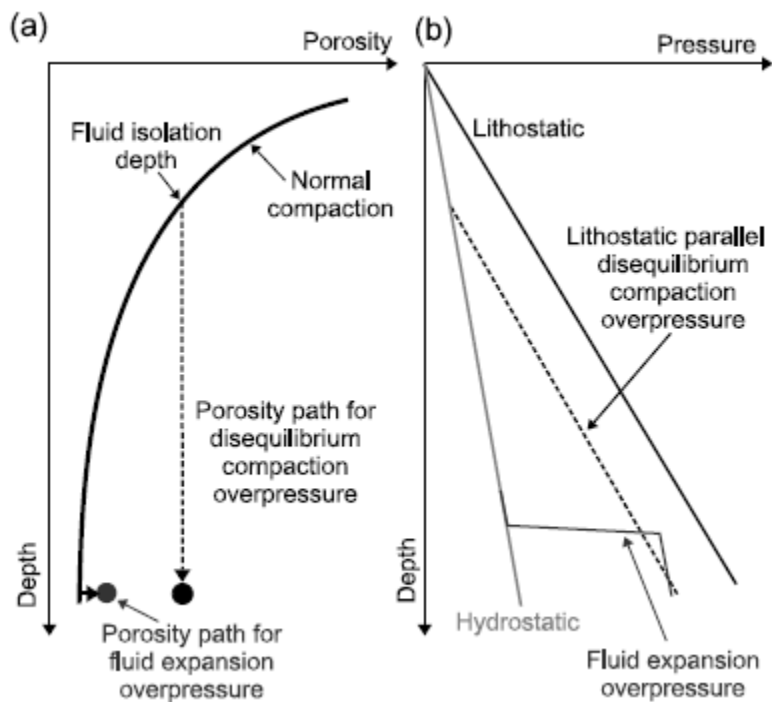 (a)
Porosity
Fluid isolation
depth
Normal
compaction
Porosity path for
disequilibrium
compaction
overpressure
Depth
Porosity path for
fluid expansion
overpressure
(b)
Pressure
Lithostatic
Lithostatic parallel
disequilibrium
compaction
overpressure
Depth
Hydrostatic
Fluid expansion
overpressure